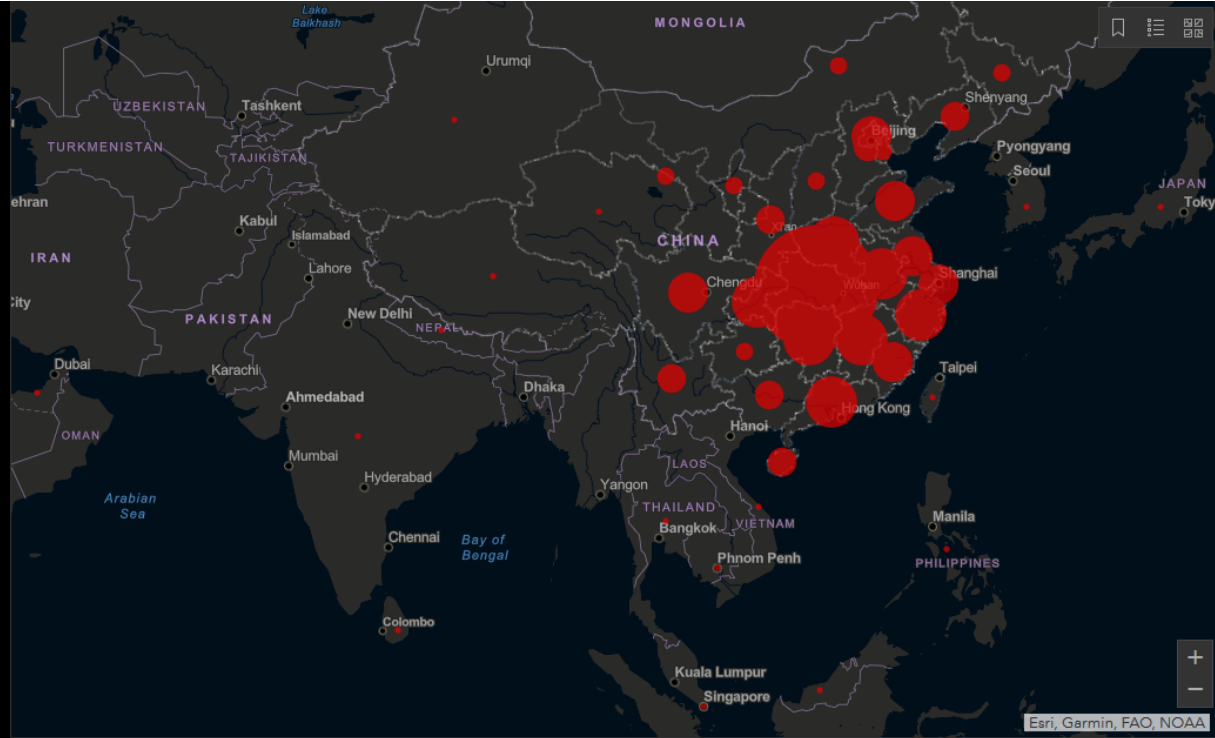 Lake
Balkhash
MONGOLIA
Urumqi
UZBEKISTAN
Tashkent
Shenyang
Beijing
TURKMENISTAN
TAJIKISTAN
Pyongyang
Seoul
JAPAN
ehran
Toky
Kabul
Islamabad
Xi'an
CHINA
IRAN
Lahore
Chengdu
Wuhan
Shanghai
City
PAKISTAN
New Delhi
NEPAL
Dubai
Karachi
Taipei
Dhaka
Ahmedabad
Hong Kong
OMAN
Hanoi
Mumbai
LAOS
Hyderabad
Yangon
Arabian
Sea
THAILAND
Manila
VIETNAM
Bangkok
Chennai
Bay of
Bengal
Phnom Penh
PHILIPPINES
Colombo
Kuala Lumpur
Singapore
+
−
Esri, Garmin, FAO, NOAA